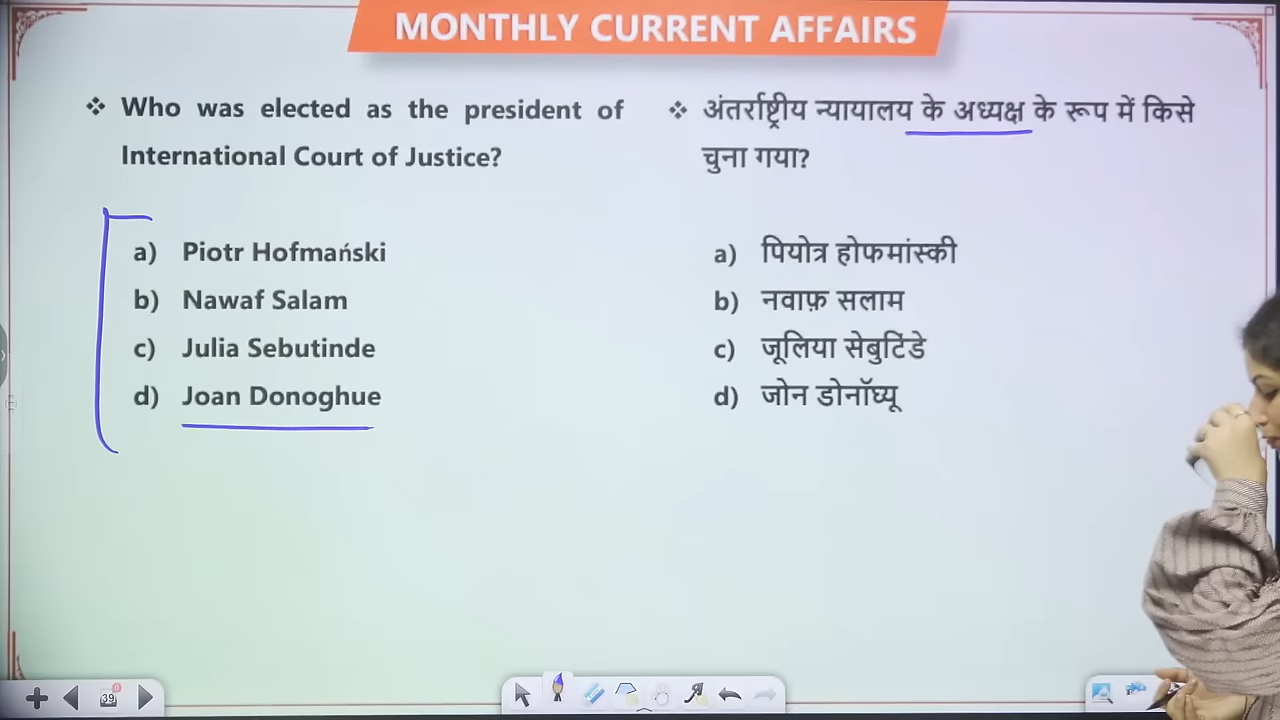 MONTHLY CURRENT AFFAIRS
❖ Who was elected as the president of
International Court of Justice?
a) Piotr Hofmański
b) Nawaf Salam
c) Julia Sebutinde
d) Joan Donoghue
❖ अंतर्राष्ट्रीय न्यायालय के अध्यक्ष के रूप में किसे
चुना गया?
a) पियोत्र होफमांस्की
b) नवाफ़ सलाम
c) जूलिया सेबुटिंडे
d) जोन डोनॉघ्यू
39